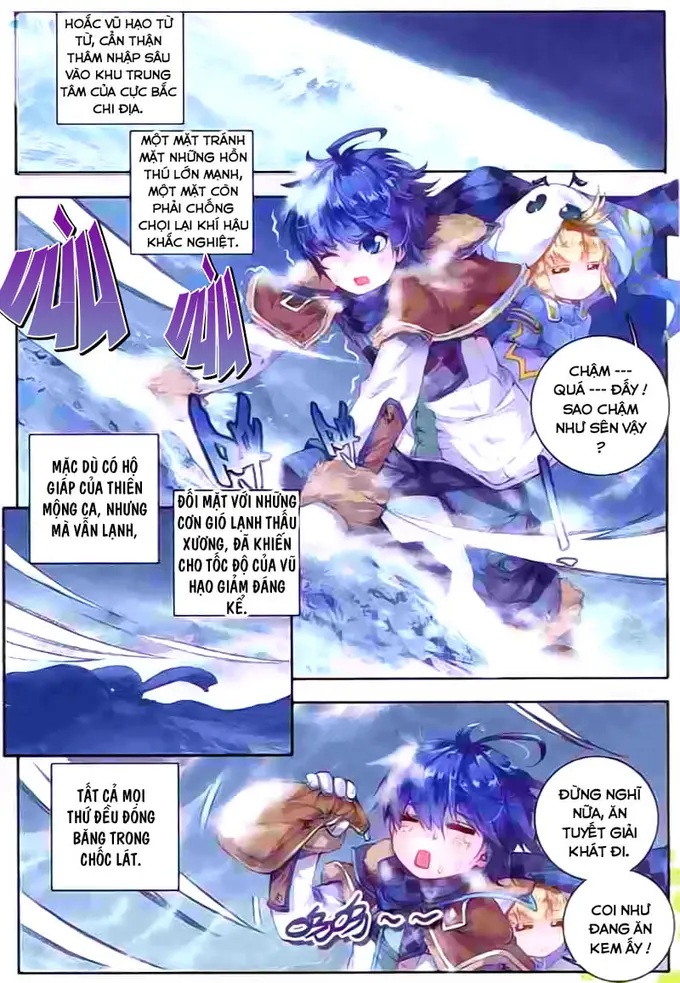 HOẮC VŨ HẠO TỪ
TỪ, CẨN THẬN
THÂM NHẬP SÂU
VÀO KHU TRUNG
TÂM CỦA CỰC BẮC
CHI ĐỊA.
MỘT MẶT TRÁNH
MẶT NHỮNG HỒN
THÚ LỚN MẠNH,
MỘT MẶT CÒN
PHẢI CHỐNG
CHỌI LẠI KHÍ HẬU
KHẮC NGHIỆT.
VÙÙ
VÙÙ
CHẬM ---
QUÁ --- ĐẤY !
SAO CHẬM
NHƯ SÊN VẬY
?
MẶC DÙ CÓ HỘ
GIÁP CỦA THIÊN
MỘNG CA, NHƯNG
MÀ VẪN LẠNH,
ĐỐI MẶT VỚI NHỮNG
CƠN GIÓ LẠNH THẤU
XƯƠNG, ĐÃ KHIẾN
CHO TỐC ĐỘ CỦA VŨ
HẠO GIẢM ĐÁNG
KỂ.
TẤT CẢ MỌI
THỨ ĐỀU ĐÓNG
BĂNG TRONG
CHỐC LÁT.
ĐỪNG NGHĨ
NỮA, ĂN
TUYẾT GIẢI
KHÁT ĐI.
COI NHƯ
ĐANG ĂN
KEM ẤY !
呜呜~~